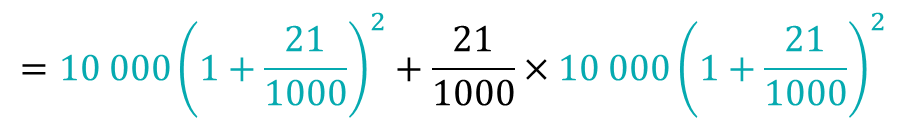 = 10 000(1 + 21/1000)² + 21/1000 × 10 000(1 + 21/1000)²